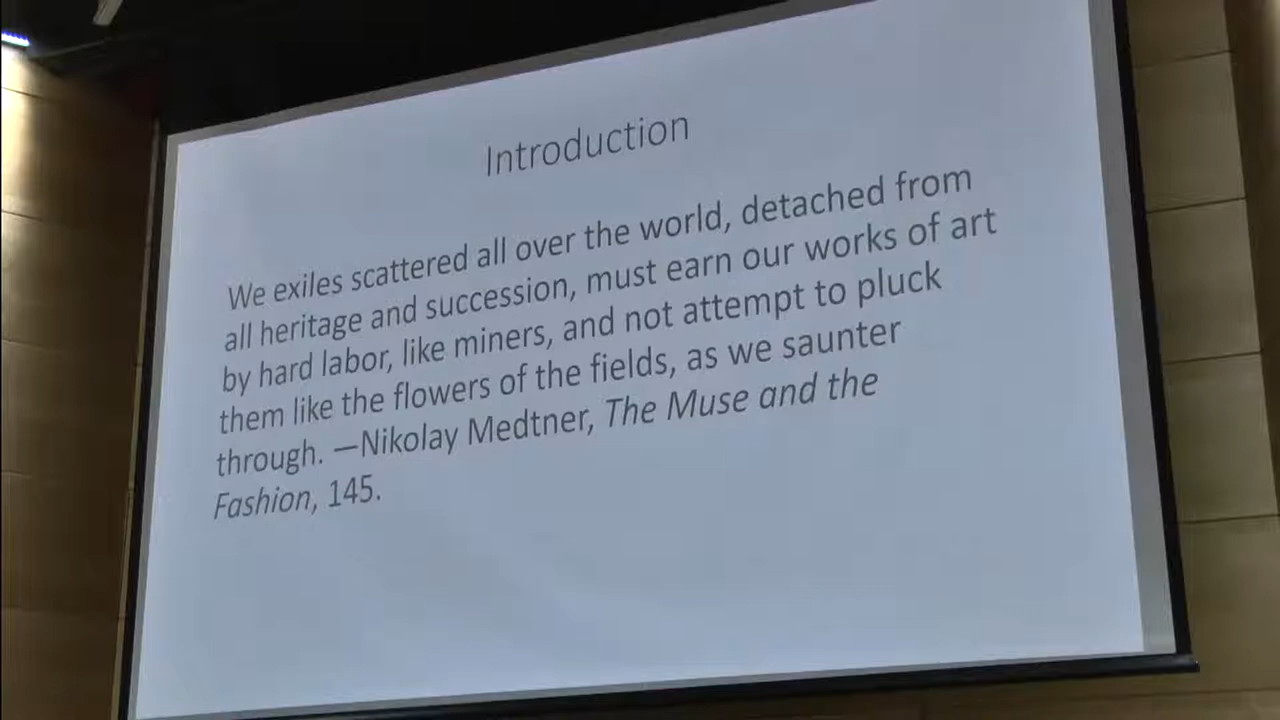 Introduction
We exiles scattered all over the world, detached from
all heritage and succession, must earn our works of art
by hard labor, like miners, and not attempt to pluck
them like the flowers of the fields, as we saunter
through. —Nikolay Medtner, The Muse and the
Fashion, 145.